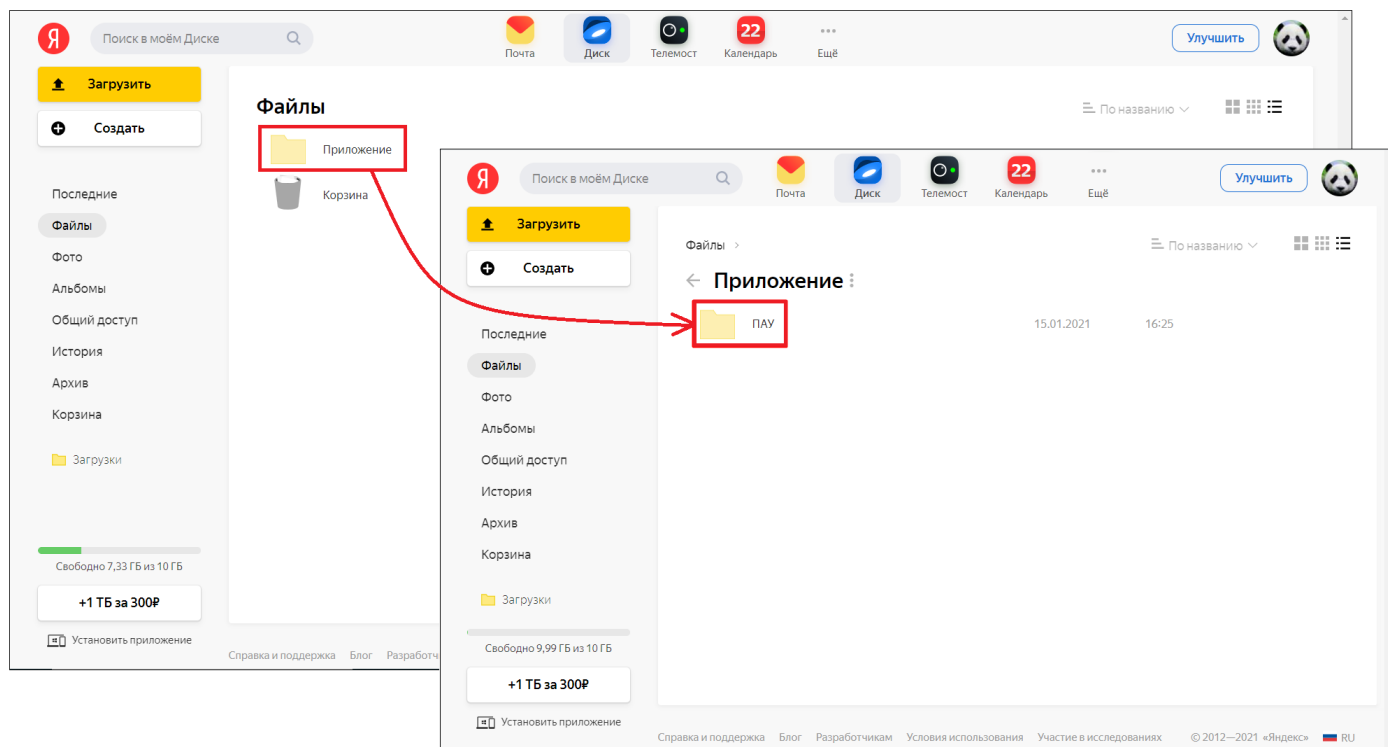 Я
Поиск в моём Диске
22
Почта
Диск
Телемост
Календарь
Ещё
Улучшить
Загрузить
Создать
Последние
Файлы
Фото
Альбомы
Общий доступ
История
Архив
Корзина
Загрузки
Свободно 7,33 ГБ из 10 ГБ
+1 ТБ за 300₽
Установить приложение
Файлы
По названию
Приложение
Корзина
Справка и поддержка Блог
Я
Поиск в моём Диске
22
Почта
Диск
Телемост
Календарь
Ещё
Улучшить
Загрузить
Создать
Последние
Файлы
Фото
Альбомы
Общий доступ
История
Архив
Корзина
Загрузки
Свободно 9,99 ГБ из 10 ГБ
+1 ТБ за 300₽
Установить приложение
Файлы >
По названию
Приложение
ПАУ 15.01.2021 16:25
Справка и поддержка Блог Разработчикам Условия использования Участие в исследованиях © 2012—2021 «Яндекс» RU